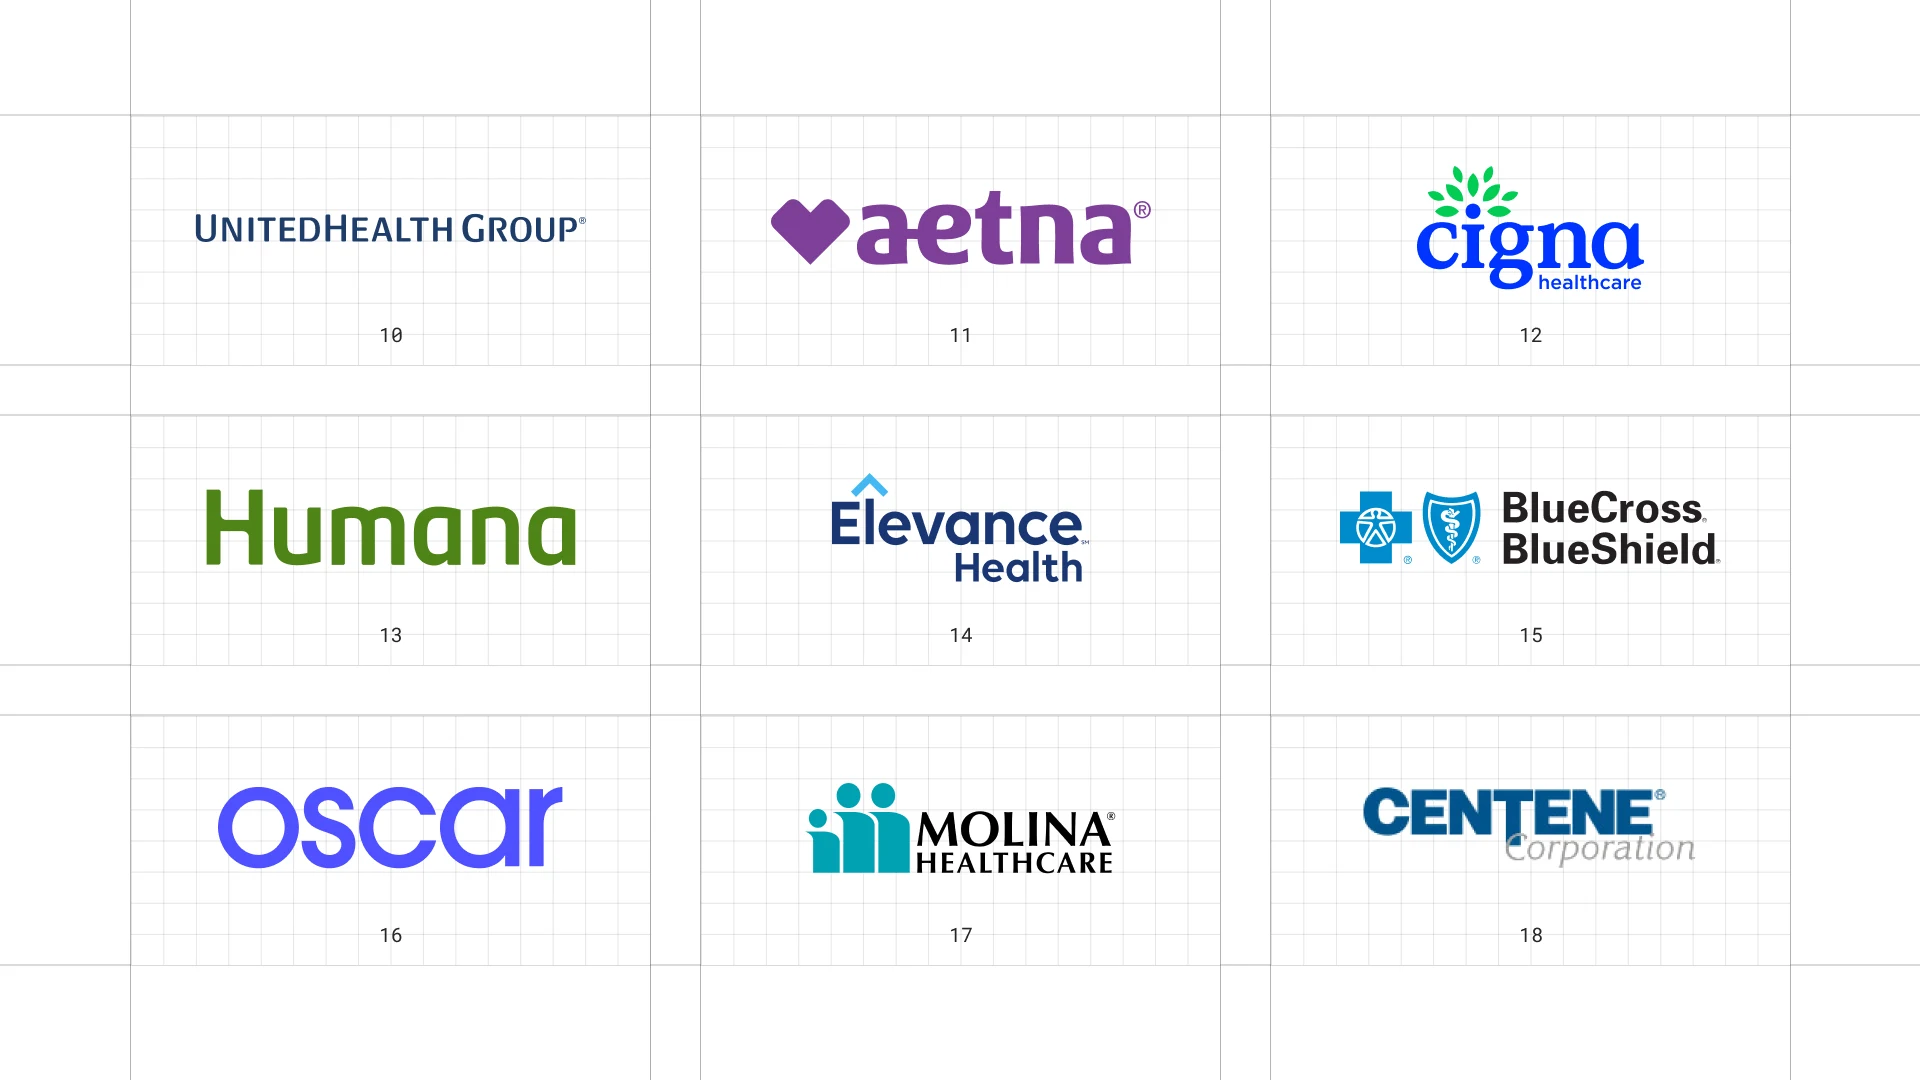 UNITEDHEALTH GROUP®
10
aetna®
11
cigna
healthcare
12
Humana
13
Elevance℠
Health
14
® ®
BlueCross®
BlueShield®
15
oscar
16
MOLINA®
HEALTHCARE
17
CENTENE®
Corporation
18